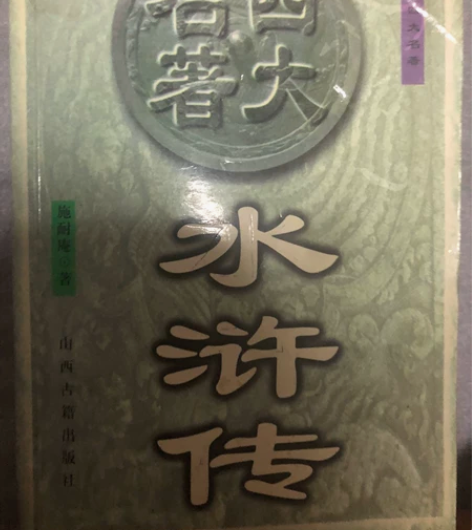 四大
名著
水浒传
施耐庵 著
山西古籍出版社